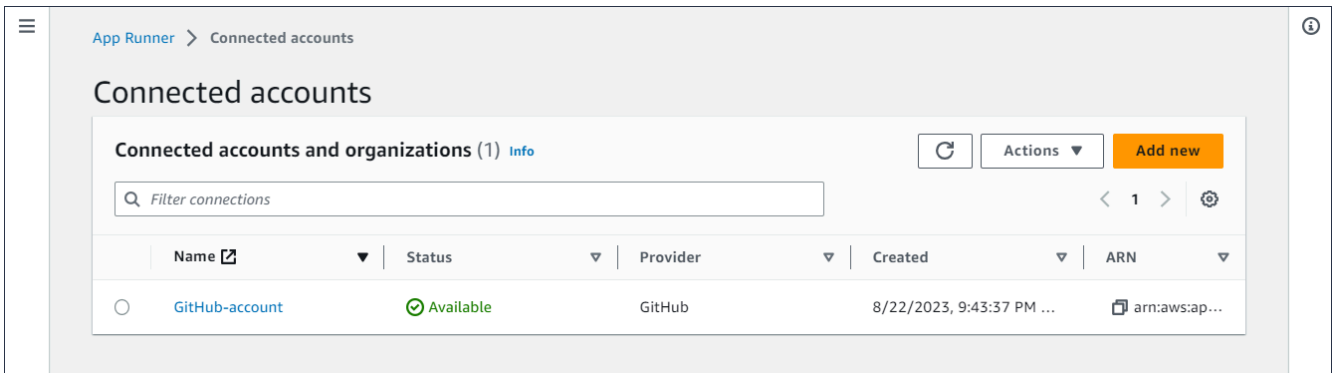 App Runner > Connected accounts
Connected accounts
Connected accounts and organizations (1) Info
Actions
Add new
Filter connections
1
Name Status Provider Created ARN
GitHub-account Available GitHub 8/22/2023, 9:43:37 PM ... arn:aws:ap...